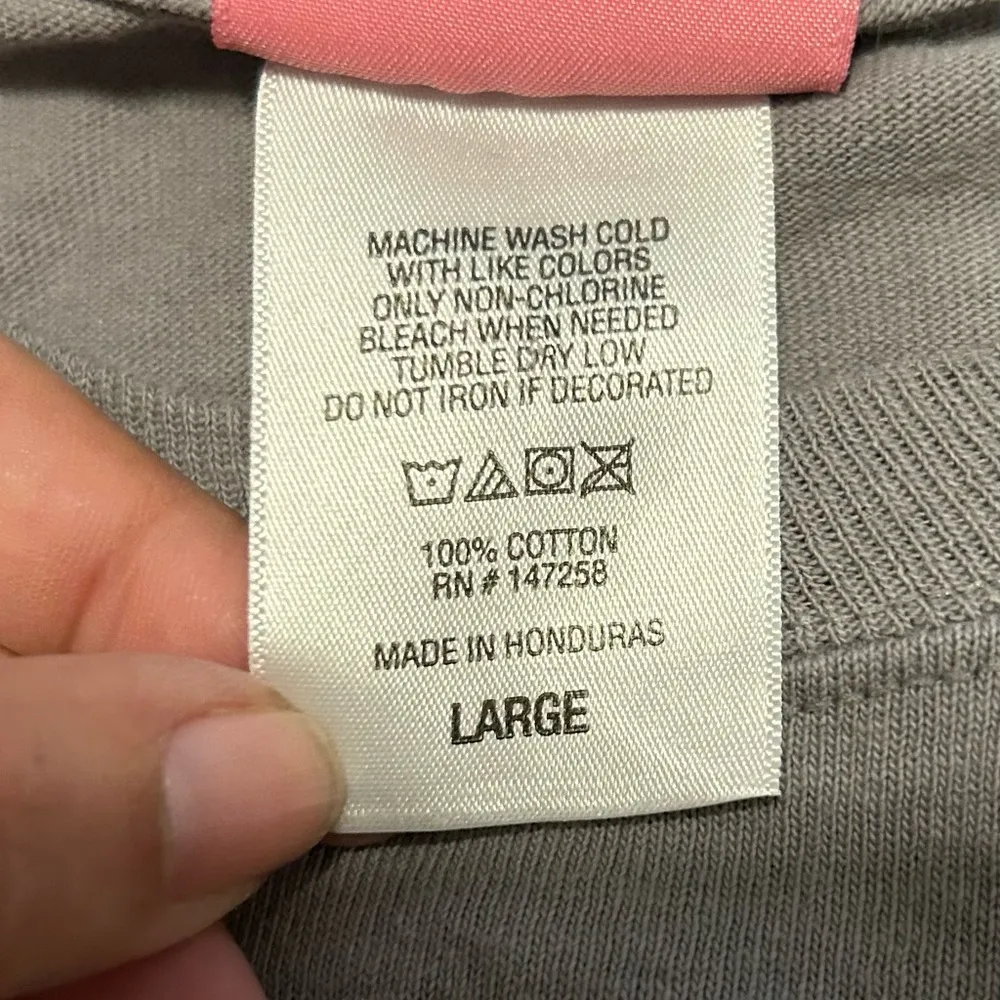 MACHINE WASH COLD
WITH LIKE COLORS
ONLY NON-CHLORINE
BLEACH WHEN NEEDED
TUMBLE DRY LOW
DO NOT IRON IF DECORATED
100% COTTON
RN # 147258
MADE IN HONDURAS
LARGE